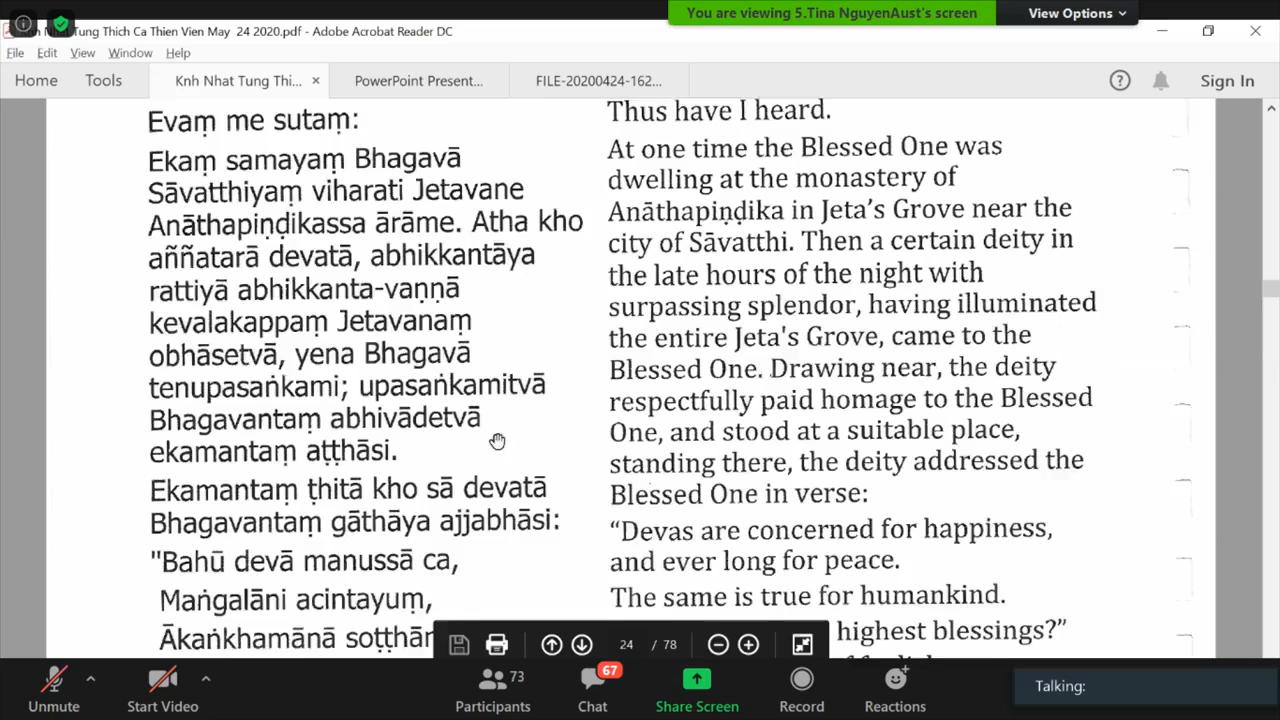 You are viewing 5.Tina NguyenAust's screen
View Options
Tung Thich Ca Thien Vien May 24 2020.pdf - Adobe Acrobat Reader DC
File Edit View Window Help
Home Tools Knh Nhat Tung Thi... × PowerPoint Present... FILE-20200424-162... Sign In
Evaṃ me sutaṃ:
Ekaṃ samayaṃ Bhagavā
Sāvatthiyaṃ viharati Jetavane
Anāthapiṇḍikassa ārāme. Atha kho
aññatarā devatā, abhikkantāya
rattiyā abhikkanta-vaṇṇā
kevalakappaṃ Jetavanaṃ
obhāsetvā, yena Bhagavā
tenupasaṅkami; upasaṅkamitvā
Bhagavantaṃ abhivādetvā
ekamantaṃ aṭṭhāsi.
Ekamantaṃ ṭhitā kho sā devatā
Bhagavantaṃ gāthāya ajjabhāsi:
"Bahū devā manussā ca,
Maṅgalāni acintayuṃ,
Ākaṅkhamānā
Thus have I heard.
At one time the Blessed One was
dwelling at the monastery of
Anāthapiṇḍika in Jeta’s Grove near the
city of Sāvatthi. Then a certain deity in
the late hours of the night with
surpassing splendor, having illuminated
the entire Jeta's Grove, came to the
Blessed One. Drawing near, the deity
respectfully paid homage to the Blessed
One, and stood at a suitable place,
standing there, the deity addressed the
Blessed One in verse:
“Devas are concerned for happiness,
and ever long for peace.
The same is true for humankind.
highest blessings?”
24 / 78
Unmute
Start Video
Participants 73
Chat 67
Share Screen
Record
Reactions
Talking: